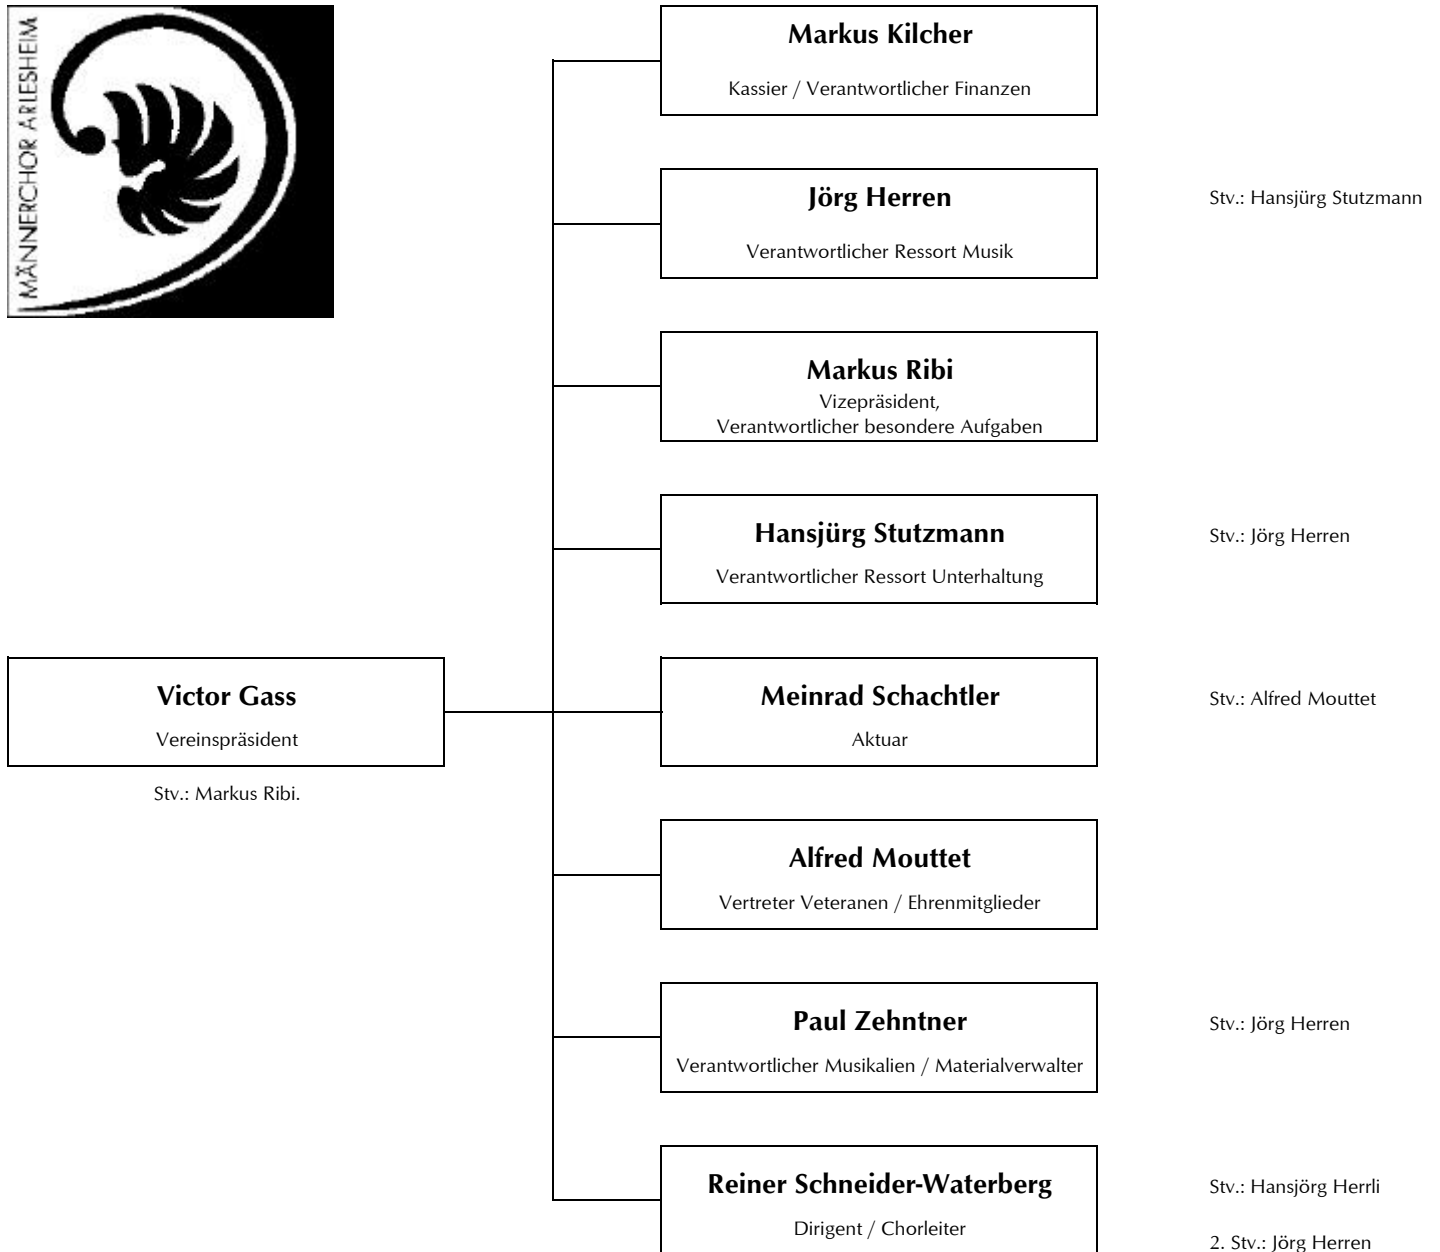 MÄNNERCHOR ARLESHEIM
Markus Kilcher
Kassier / Verantwortlicher Finanzen
Jörg Herren
Verantwortlicher Ressort Musik
Stv.: Hansjürg Stutzmann
Markus Ribi
Vizepräsident,
Verantwortlicher besondere Aufgaben
Hansjürg Stutzmann
Verantwortlicher Ressort Unterhaltung
Stv.: Jörg Herren
Victor Gass
Vereinspräsident
Stv.: Markus Ribi.
Meinrad Schachtler
Aktuar
Stv.: Alfred Mouttet
Alfred Mouttet
Vertreter Veteranen / Ehrenmitglieder
Paul Zehntner
Verantwortlicher Musikalien / Materialverwalter
Stv.: Jörg Herren
Reiner Schneider-Waterberg
Dirigent / Chorleiter
Stv.: Hansjörg Herrli
2. Stv.: Jörg Herren